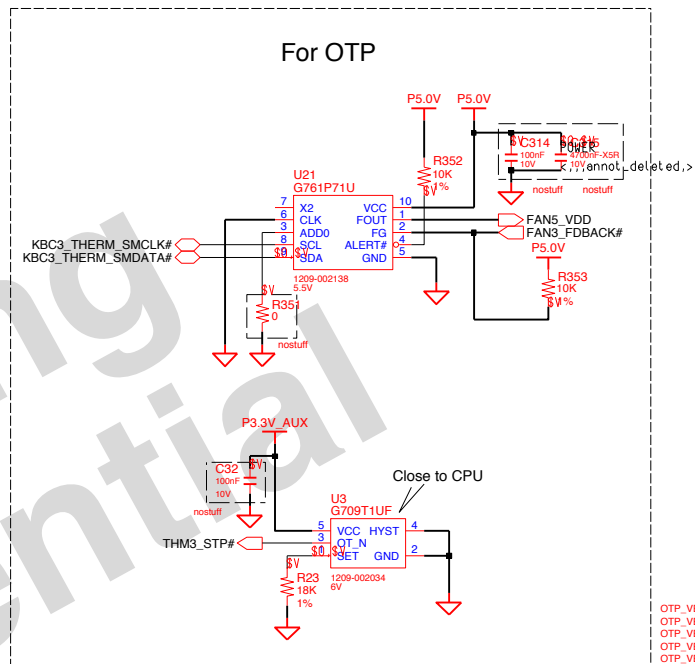 For OTP
P5.0V P5.0V
$V
C314
100nF
10V
$V
4700nF-X5R
10V
POWER
<,,,annot_deleted,>
nostuff nostuff
R352
10K
1%
$V
U21
G761P71U
7 X2 VCC 10
6 CLK FOUT 1
3 ADD0 FG 2
8 SCL ALERT# 4
9 SDA GND 5
KBC3_THERM_SMCLK#
KBC3_THERM_SMDATA#
FAN5_VDD
FAN3_FDBACK#
1209-002138
5.5V
P5.0V
R353
10K
1%
$V
$V
R351
0
nostuff
P3.3V_AUX
$V
C32
100nF
10V
nostuff
Close to CPU
U3
G709T1UF
5 VCC HYST 4
3 OT_N
SET GND 2
THM3_STP#
1209-002034
6V
$V
R23
18K
1%
ential
OTP_VI
OTP_VI
OTP_VI
OTP_VI
OTP_VI